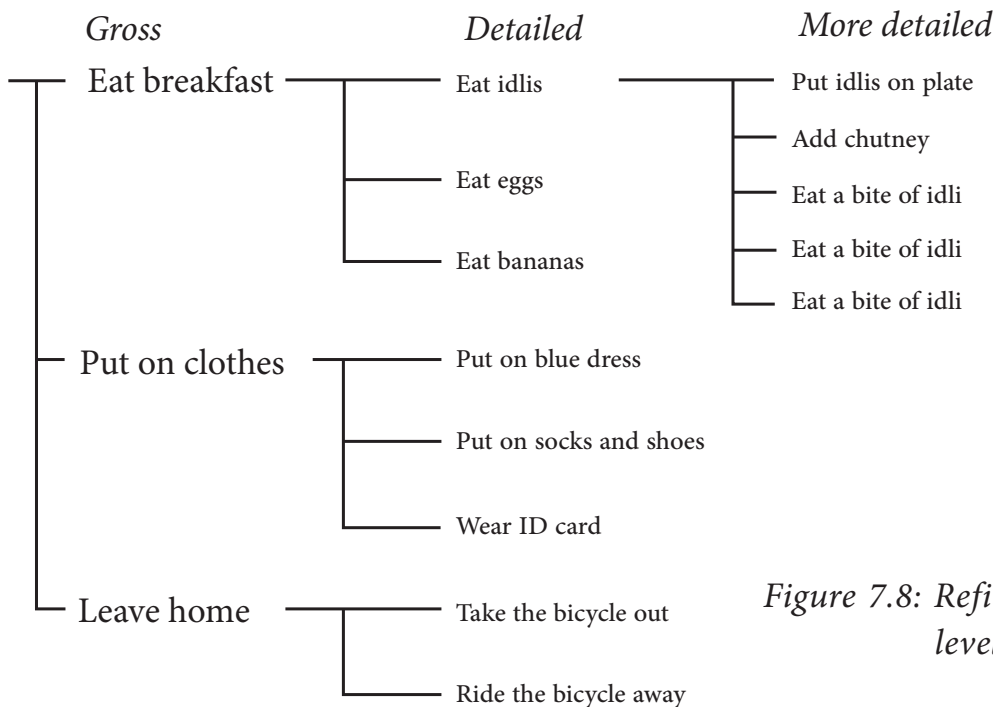 Gross Detailed More detailed
Eat breakfast Eat idlis Put idlis on plate
Add chutney
Eat eggs Eat a bite of idli
Eat a bite of idli
Eat bananas
Eat a bite of idli
Put on clothes Put on blue dress
Put on socks and shoes
Wear ID card
Leave home Take the bicycle out
Figure 7.8:
Ride the bicycle away